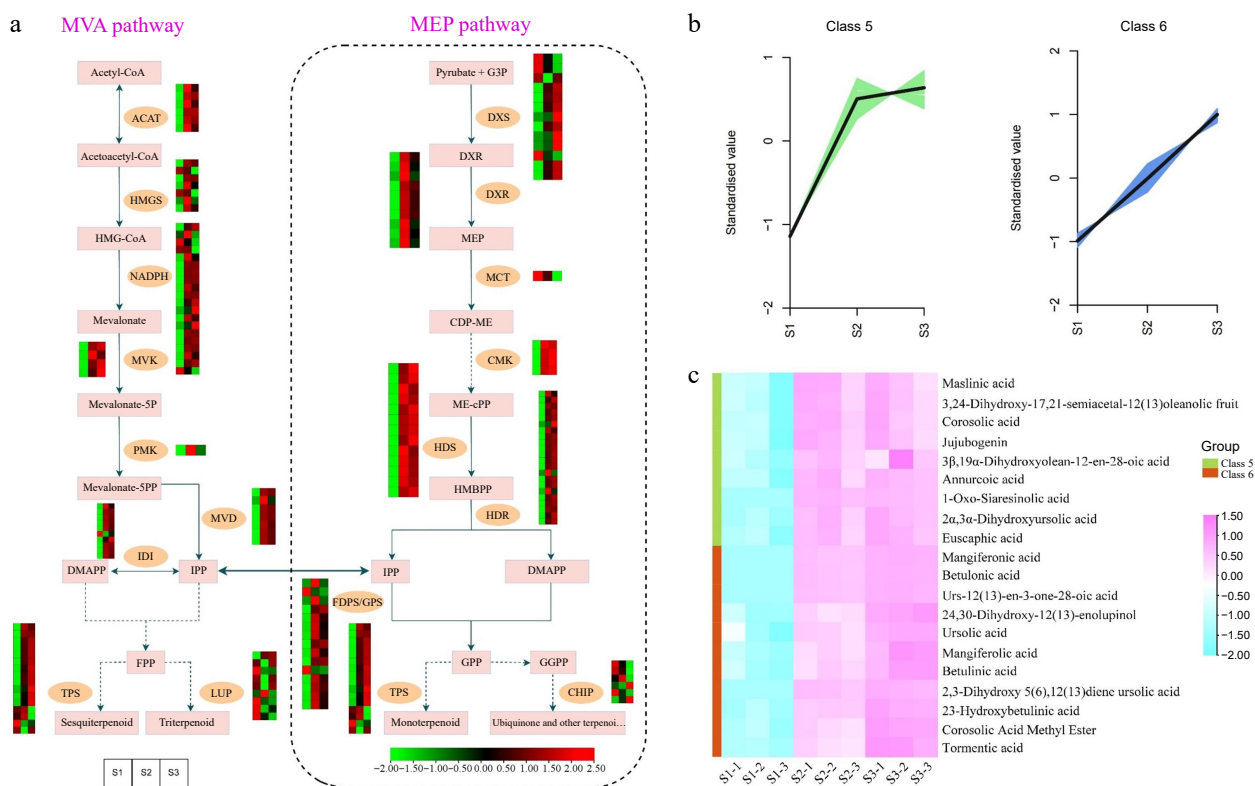 a
MVA pathway
MEP pathway
Acetyl-CoA
ACAT
Acetoacetyl-CoA
HMGS
HMG-CoA
NADPH
Mevalonate
MVK
Mevalonate-5P
PMK
Mevalonate-5PP
MVD
IDI
DMAPP
IPP
FPP
TPS
LUP
Sesquiterpenoid
Triterpenoid
S1 S2 S3
Pyrubate + G3P
DXS
DXR
DXR
MEP
MCT
CDP-ME
CMK
ME-cPP
HDS
HMBPP
HDR
IPP
DMAPP
FDPS/GPS
GPP
GGPP
TPS
CHIP
Monoterpenoid
Ubiquinone and other terpenoi...
−2.00 −1.50 −1.00 −0.50 0.00 0.50 1.00 1.50 2.50
b
Class 5
Standardised value
1
0
−1
−2
S1 S2 S3
Class 6
Standardised value
2
1
0
−1
−2
S1 S2 S3
c
Maslinic acid
3,24-Dihydroxy-17,21-semiacetal-12(13)oleanolic fruit
Corosolic acid
Jujubogenin
3β,19α-Dihydroxyolean-12-en-28-oic acid
Annurcoic acid
1-Oxo-Siaresinolic acid
2α,3α-Dihydroxyursolic acid
Euscaphic acid
Mangiferonic acid
Betulonic acid
Urs-12(13)-en-3-one-28-oic acid
24,30-Dihydroxy-12(13)-enolupinol
Ursolic acid
Mangiferolic acid
Betulinic acid
2,3-Dihydroxy 5(6),12(13)diene ursolic acid
23-Hydroxybetulinic acid
Corosolic Acid Methyl Ester
Tormentic acid
S1-1 S1-2 S1-3 S2-1 S2-2 S2-3 S3-1 S3-2 S3-3
Group
Class 5
Class 6
1.50
1.00
0.50
0.00
−0.50
−1.00
−1.50
−2.00